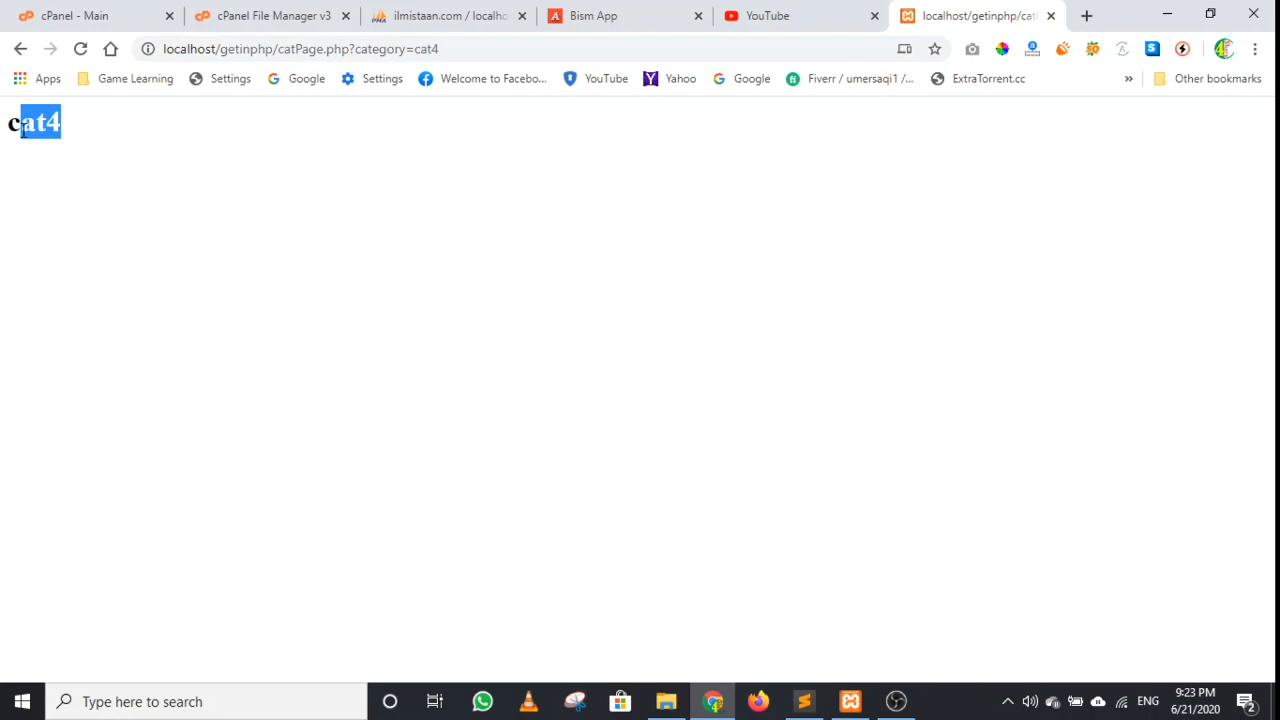 cPanel - Main
cPanel File Manager v3
ilmistaan.com / localho
Bism App
YouTube
localhost/getinphp/cat
localhost/getinphp/catPage.php?category=cat4
Apps
Game Learning
Settings
Google
Settings
Welcome to Facebo...
YouTube
Yahoo
Google
Fiverr / umersaqi1 /...
ExtraTorrent.cc
»
Other bookmarks
cat4
Type here to search
ENG
9:23 PM
6/21/2020
2